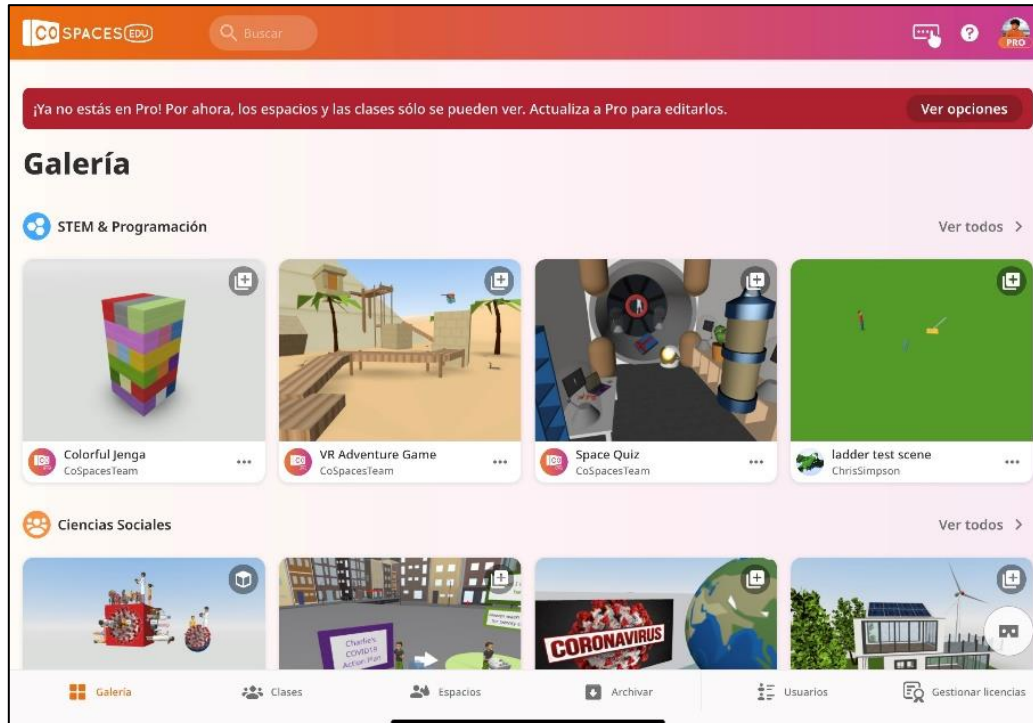 CO SPACES EDU
Buscar
PRO
¡Ya no estás en Pro! Por ahora, los espacios y las clases sólo se pueden ver. Actualiza a Pro para editarlos.
Ver opciones
Galería
STEM & Programación
Ver todos
Colorful Jenga
CoSpacesTeam
VR Adventure Game
CoSpacesTeam
Space Quiz
CoSpacesTeam
ladder test scene
ChrisSimpson
Ciencias Sociales
Ver todos
Charlie's
COVID19
Action Plan
CORONAVIRUS
Galería
Clases
Espacios
Archivar
Usuarios
Gestionar licencias